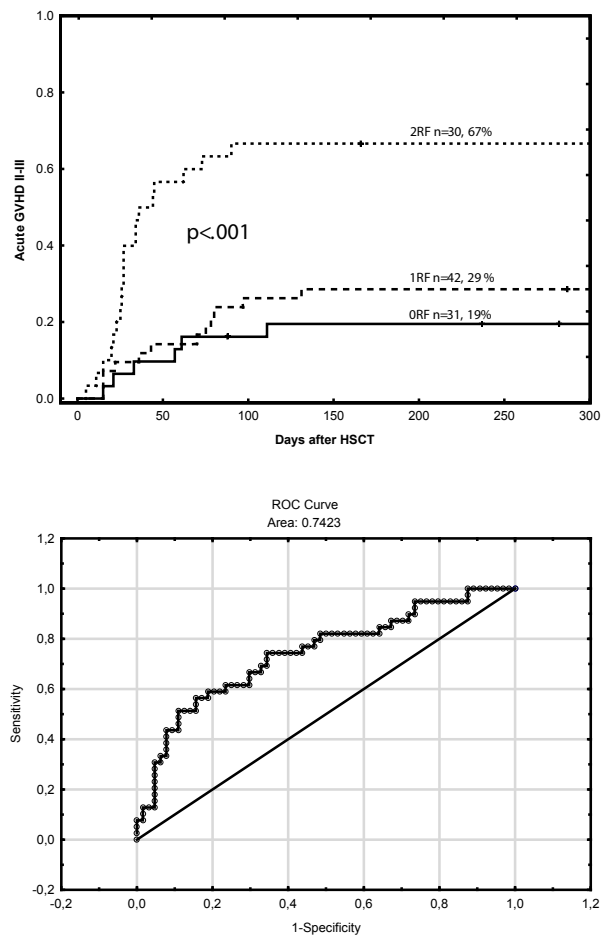 1.0
0.8
0.6
0.4
0.2
0.0
Acute GVHD II-III
2RF n=30, 67%
p<.001
1RF n=42, 29 %
0RF n=31, 19%
0 50 100 150 200 250 300
Days after HSCT
ROC Curve
Area: 0.7423
1,2
1,0
0,8
0,6
0,4
0,2
0,0
-0,2
Sensitivity
-0,2 0,0 0,2 0,4 0,6 0,8 1,0 1,2
1-Specificity